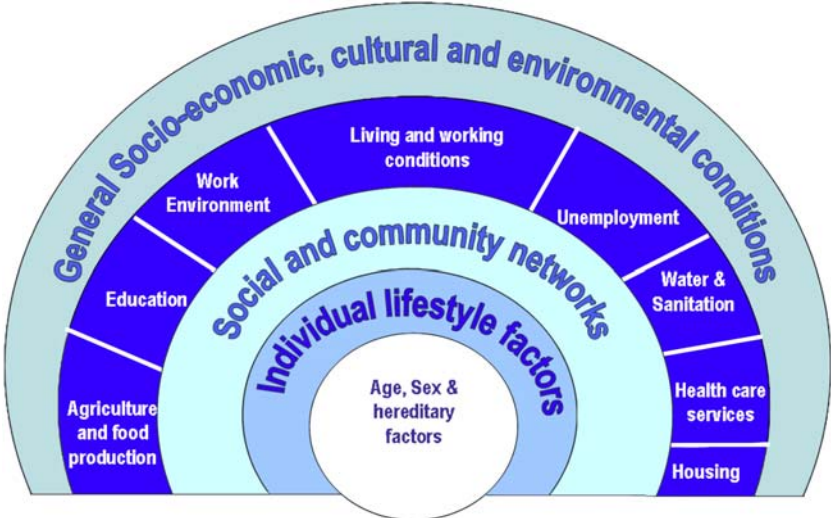 General Socio-economic, cultural and environmental conditions
Living and working
conditions
Work
Environment
Unemployment
Education
Water &
Sanitation
Agriculture
and food
production
Health care
services
Housing
Social and community networks
Individual lifestyle factors
Age, Sex &
hereditary
factors